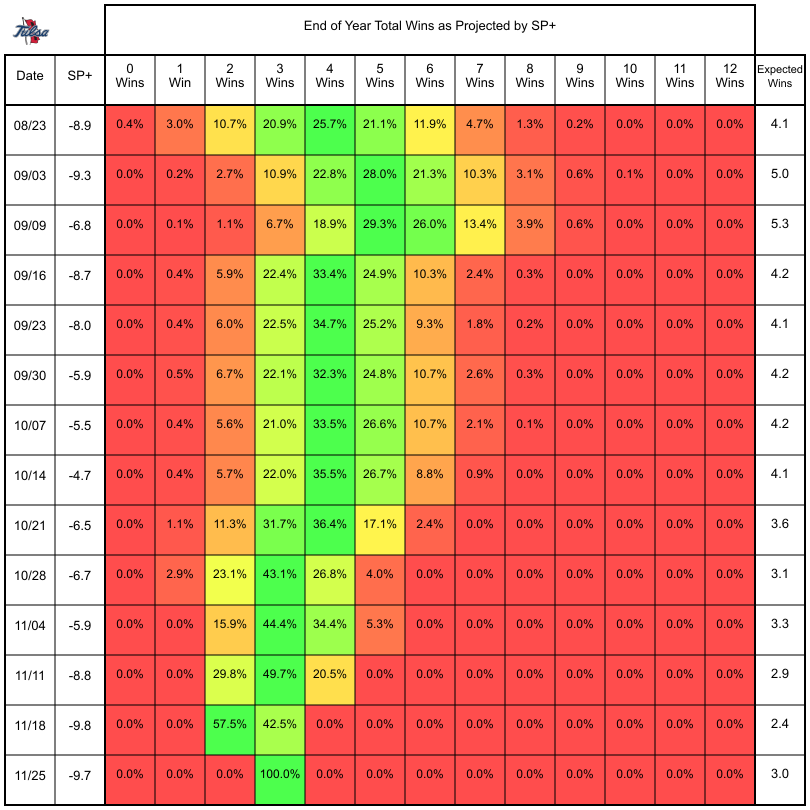 Tulsa
End of Year Total Wins as Projected by SP+
Date SP+ 0 Wins 1 Win 2 Wins 3 Wins 4 Wins 5 Wins 6 Wins 7 Wins 8 Wins 9 Wins 10 Wins 11 Wins 12 Wins Expected Wins
08/23 -8.9 0.4% 3.0% 10.7% 20.9% 25.7% 21.1% 11.9% 4.7% 1.3% 0.2% 0.0% 0.0% 0.0% 4.1
09/03 -9.3 0.0% 0.2% 2.7% 10.9% 22.8% 28.0% 21.3% 10.3% 3.1% 0.6% 0.1% 0.0% 0.0% 5.0
09/09 -6.8 0.0% 0.1% 1.1% 6.7% 18.9% 29.3% 26.0% 13.4% 3.9% 0.6% 0.0% 0.0% 0.0% 5.3
09/16 -8.7 0.0% 0.4% 5.9% 22.4% 33.4% 24.9% 10.3% 2.4% 0.3% 0.0% 0.0% 0.0% 0.0% 4.2
09/23 -8.0 0.0% 0.4% 6.0% 22.5% 34.7% 25.2% 9.3% 1.8% 0.2% 0.0% 0.0% 0.0% 0.0% 4.1
09/30 -5.9 0.0% 0.5% 6.7% 22.1% 32.3% 24.8% 10.7% 2.6% 0.3% 0.0% 0.0% 0.0% 0.0% 4.2
10/07 -5.5 0.0% 0.4% 5.6% 21.0% 33.5% 26.6% 10.7% 2.1% 0.1% 0.0% 0.0% 0.0% 0.0% 4.2
10/14 -4.7 0.0% 0.4% 5.7% 22.0% 35.5% 26.7% 8.8% 0.9% 0.0% 0.0% 0.0% 0.0% 0.0% 4.1
10/21 -6.5 0.0% 1.1% 11.3% 31.7% 36.4% 17.1% 2.4% 0.0% 0.0% 0.0% 0.0% 0.0% 0.0% 3.6
10/28 -6.7 0.0% 2.9% 23.1% 43.1% 26.8% 4.0% 0.0% 0.0% 0.0% 0.0% 0.0% 0.0% 0.0% 3.1
11/04 -5.9 0.0% 0.0% 15.9% 44.4% 34.4% 5.3% 0.0% 0.0% 0.0% 0.0% 0.0% 0.0% 0.0% 3.3
11/11 -8.8 0.0% 0.0% 29.8% 49.7% 20.5% 0.0% 0.0% 0.0% 0.0% 0.0% 0.0% 0.0% 0.0% 2.9
11/18 -9.8 0.0% 0.0% 57.5% 42.5% 0.0% 0.0% 0.0% 0.0% 0.0% 0.0% 0.0% 0.0% 0.0% 2.4
11/25 -9.7 0.0% 0.0% 0.0% 100.0% 0.0% 0.0% 0.0% 0.0% 0.0% 0.0% 0.0% 0.0% 0.0% 3.0